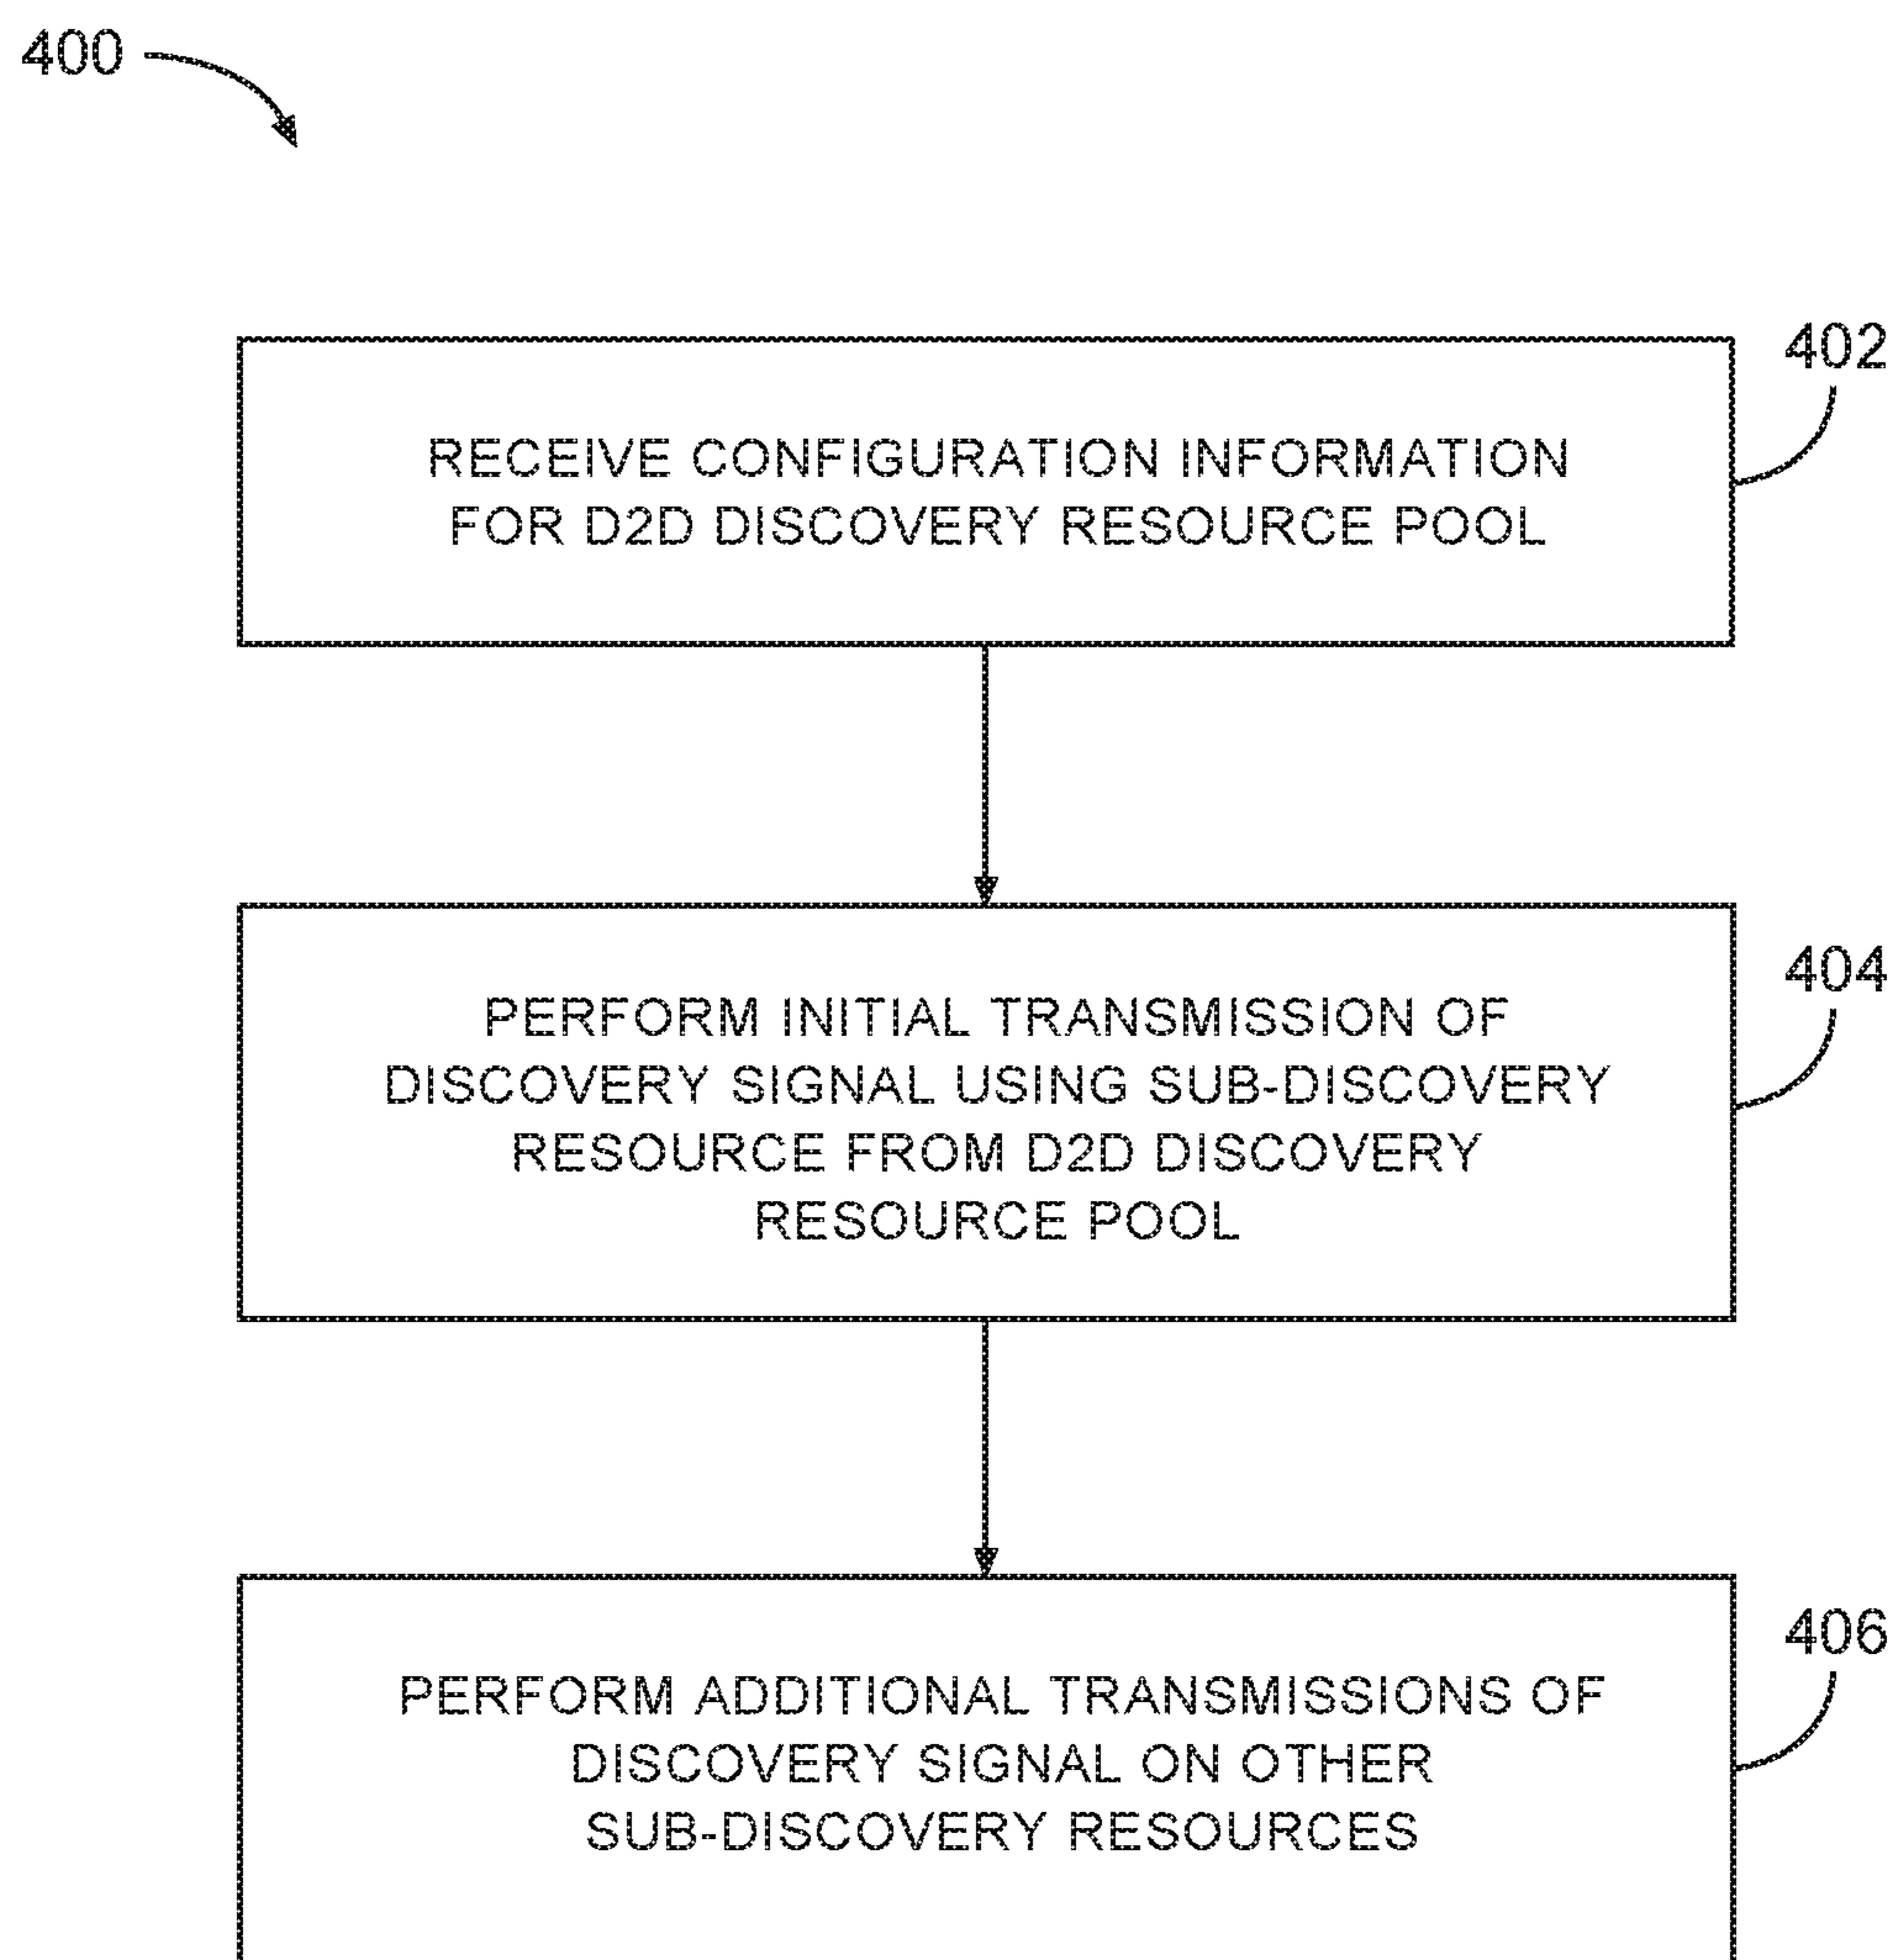 400
402
RECEIVE CONFIGURATION INFORMATION
FOR D2D DISCOVERY RESOURCE POOL
404
PERFORM INITIAL TRANSMISSION OF
DISCOVERY SIGNAL USING SUB-DISCOVERY
RESOURCE FROM D2D DISCOVERY
RESOURCE POOL
406
PERFORM ADDITIONAL TRANSMISSIONS OF
DISCOVERY SIGNAL ON OTHER
SUB-DISCOVERY RESOURCES